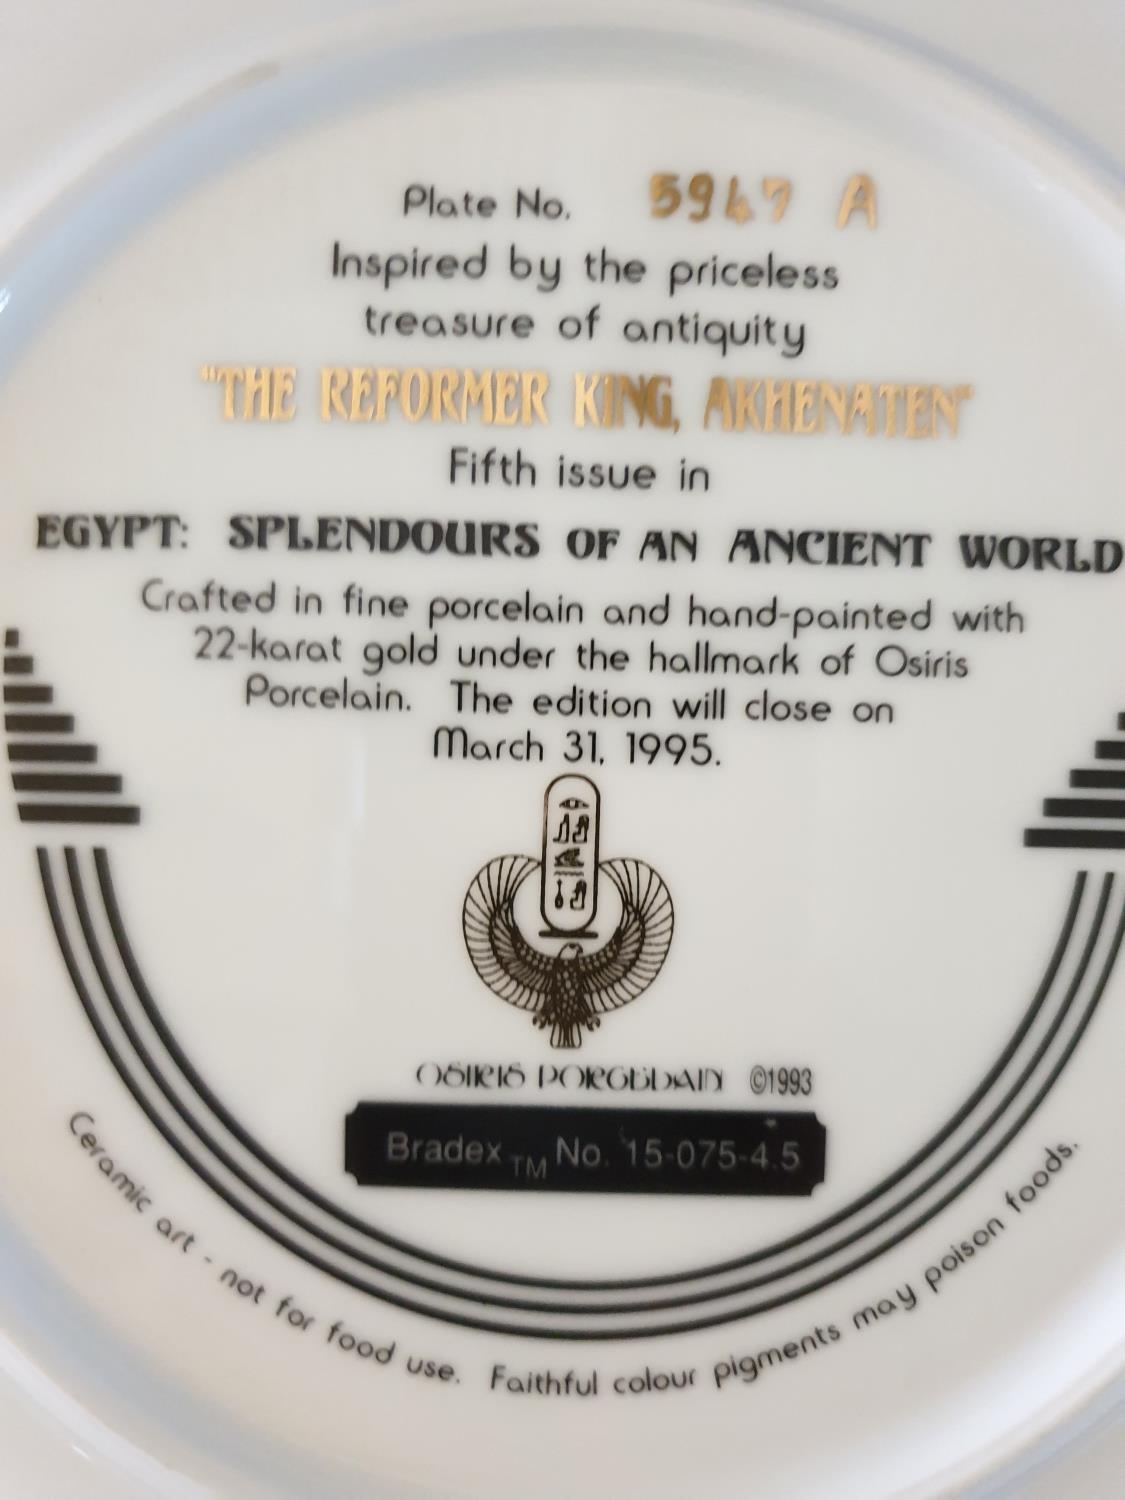 Plate No. 5947 A
Inspired by the priceless
treasure of antiquity
"THE REFORMER KING, AKHENATEN"
Fifth issue in
EGYPT: SPLENDOURS OF AN ANCIENT WORLD
Crafted in fine porcelain and hand-painted with
22-karat gold under the hallmark of Osiris
Porcelain. The edition will close on
March 31, 1995.
OSIRIS PORCELAIN ©1993
Bradex TM No. 15-075-4.5
Ceramic art - not for food use. Faithful colour pigments may poison foods.